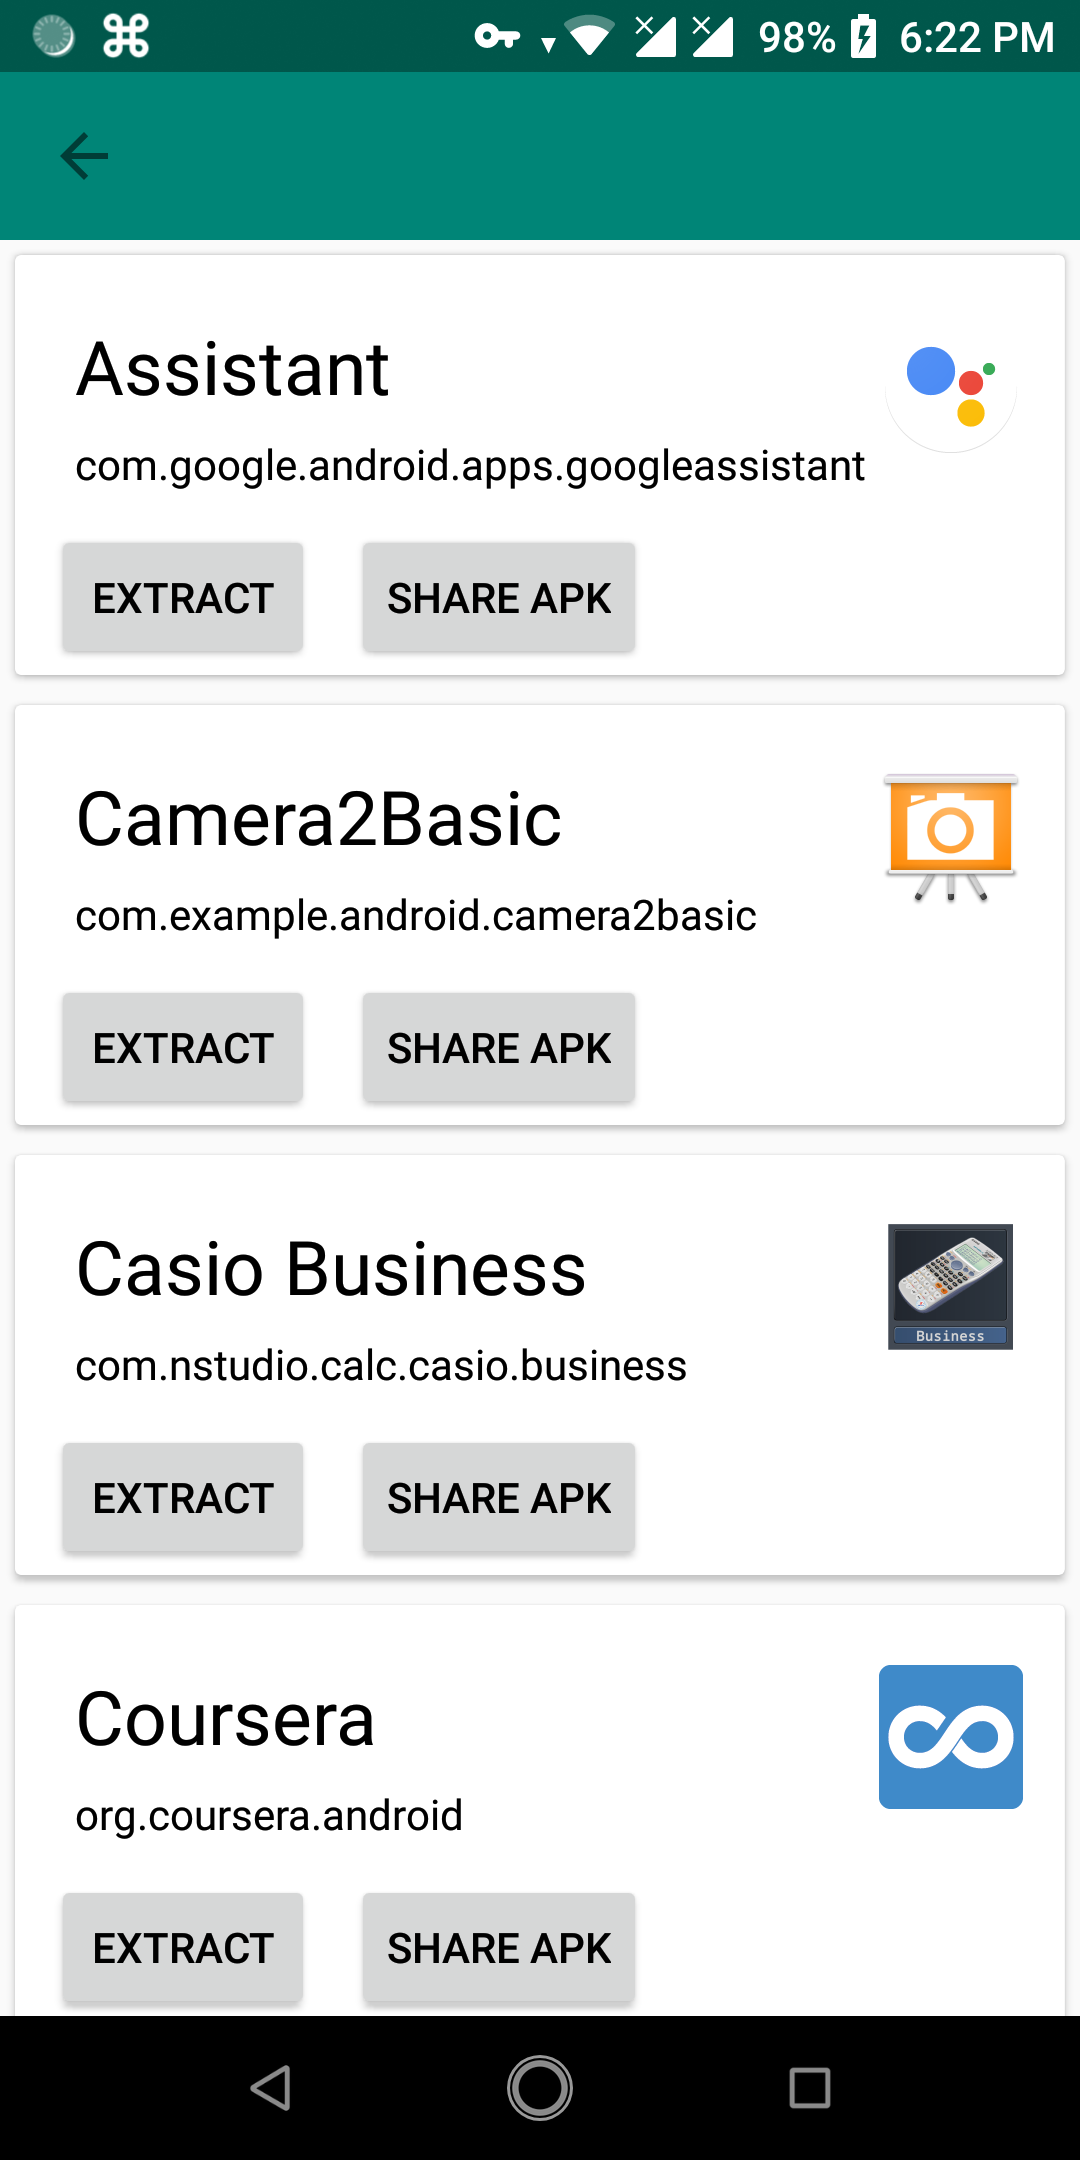 98% 6:22 PM
Assistant
com.google.android.apps.googleassistant
EXTRACT SHARE APK
Camera2Basic
com.example.android.camera2basic
EXTRACT SHARE APK
Casio Business
Business
com.nstudio.calc.casio.business
EXTRACT SHARE APK
Coursera
org.coursera.android
EXTRACT SHARE APK